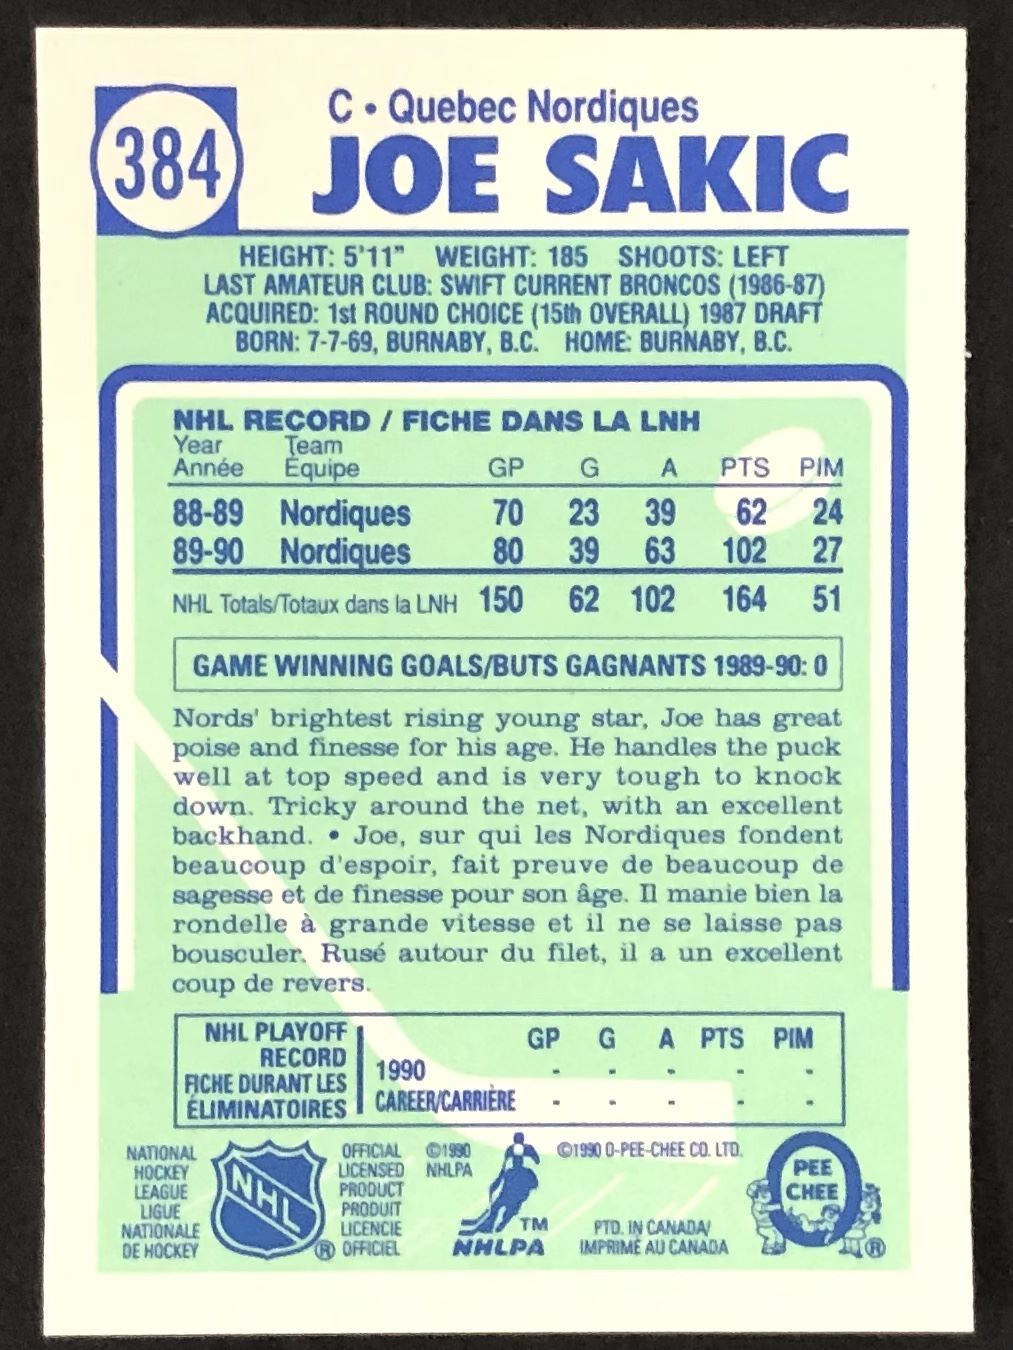 384
C • Quebec Nordiques
JOE SAKIC
HEIGHT: 5'11" WEIGHT: 185 SHOOTS: LEFT
LAST AMATEUR CLUB: SWIFT CURRENT BRONCOS (1986-87)
ACQUIRED: 1st ROUND CHOICE (15th OVERALL) 1987 DRAFT
BORN: 7-7-69, BURNABY, B.C. HOME: BURNABY, B.C.
NHL RECORD / FICHE DANS LA LNH
Year Team
Année Équipe GP G A PTS PIM
88-89 Nordiques 70 23 39 62 24
89-90 Nordiques 80 39 63 102 27
NHL Totals/Totaux dans la LNH 150 62 102 164 51
GAME WINNING GOALS/BUTS GAGNANTS 1989-90: 0
Nords' brightest rising young star, Joe has great
poise and finesse for his age. He handles the puck
well at top speed and is very tough to knock
down. Tricky around the net, with an excellent
backhand. • Joe, sur qui les Nordiques fondent
beaucoup d'espoir, fait preuve de beaucoup de
sagesse et de finesse pour son âge. Il manie bien la
rondelle à grande vitesse et il ne se laisse pas
bousculer. Rusé autour du filet, il a un excellent
coup de revers.
NHL PLAYOFF
RECORD
FICHE DURANT LES
ÉLIMINATOIRES
GP G A PTS PIM
1990 - - - - -
CAREER/CARRIÈRE - - - - -
NATIONAL
HOCKEY
LEAGUE
LIGUE
NATIONALE
DE HOCKEY
NHL
®
OFFICIAL
LICENSED
PRODUCT
PRODUIT
LICENCIE
OFFICIEL
©1990
NHLPA
TM
NHLPA
©1990 O-PEE-CHEE CO. LTD.
PTD. IN CANADA/
IMPRIMÉ AU CANADA
O
PEE
CHEE
®